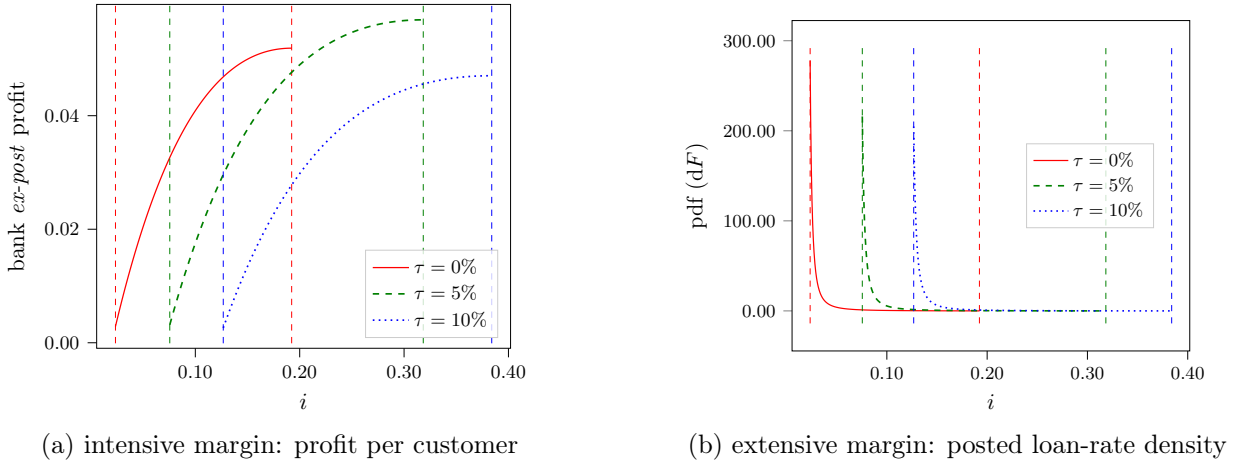 bank ex-post profit
0.04
0.02
0.00
τ = 0%
τ = 5%
τ = 10%
0.10
0.20
0.30
0.40
i
(a) intensive margin: profit per customer
pdf (dF)
300.00
200.00
100.00
0.00
τ = 0%
τ = 5%
τ = 10%
0.10
0.20
0.30
0.40
i
(b) extensive margin: posted loan-rate density